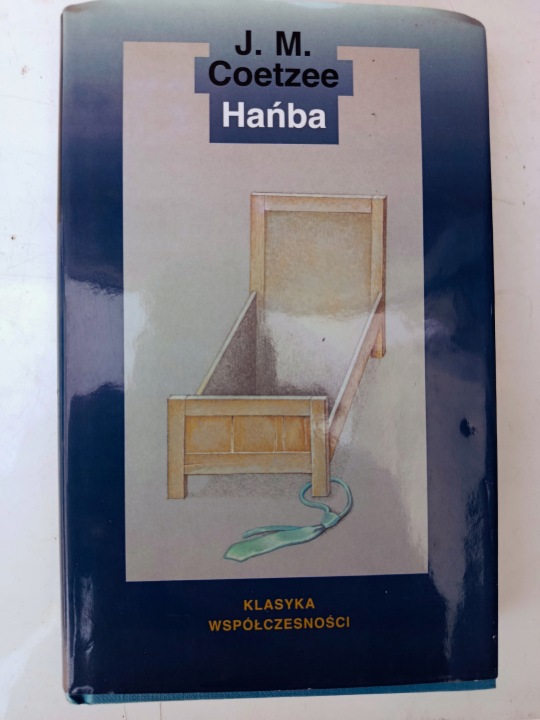 J. M.
Coetzee
Hańba
KLASYKA
WSPÓŁCZESNOŚCI